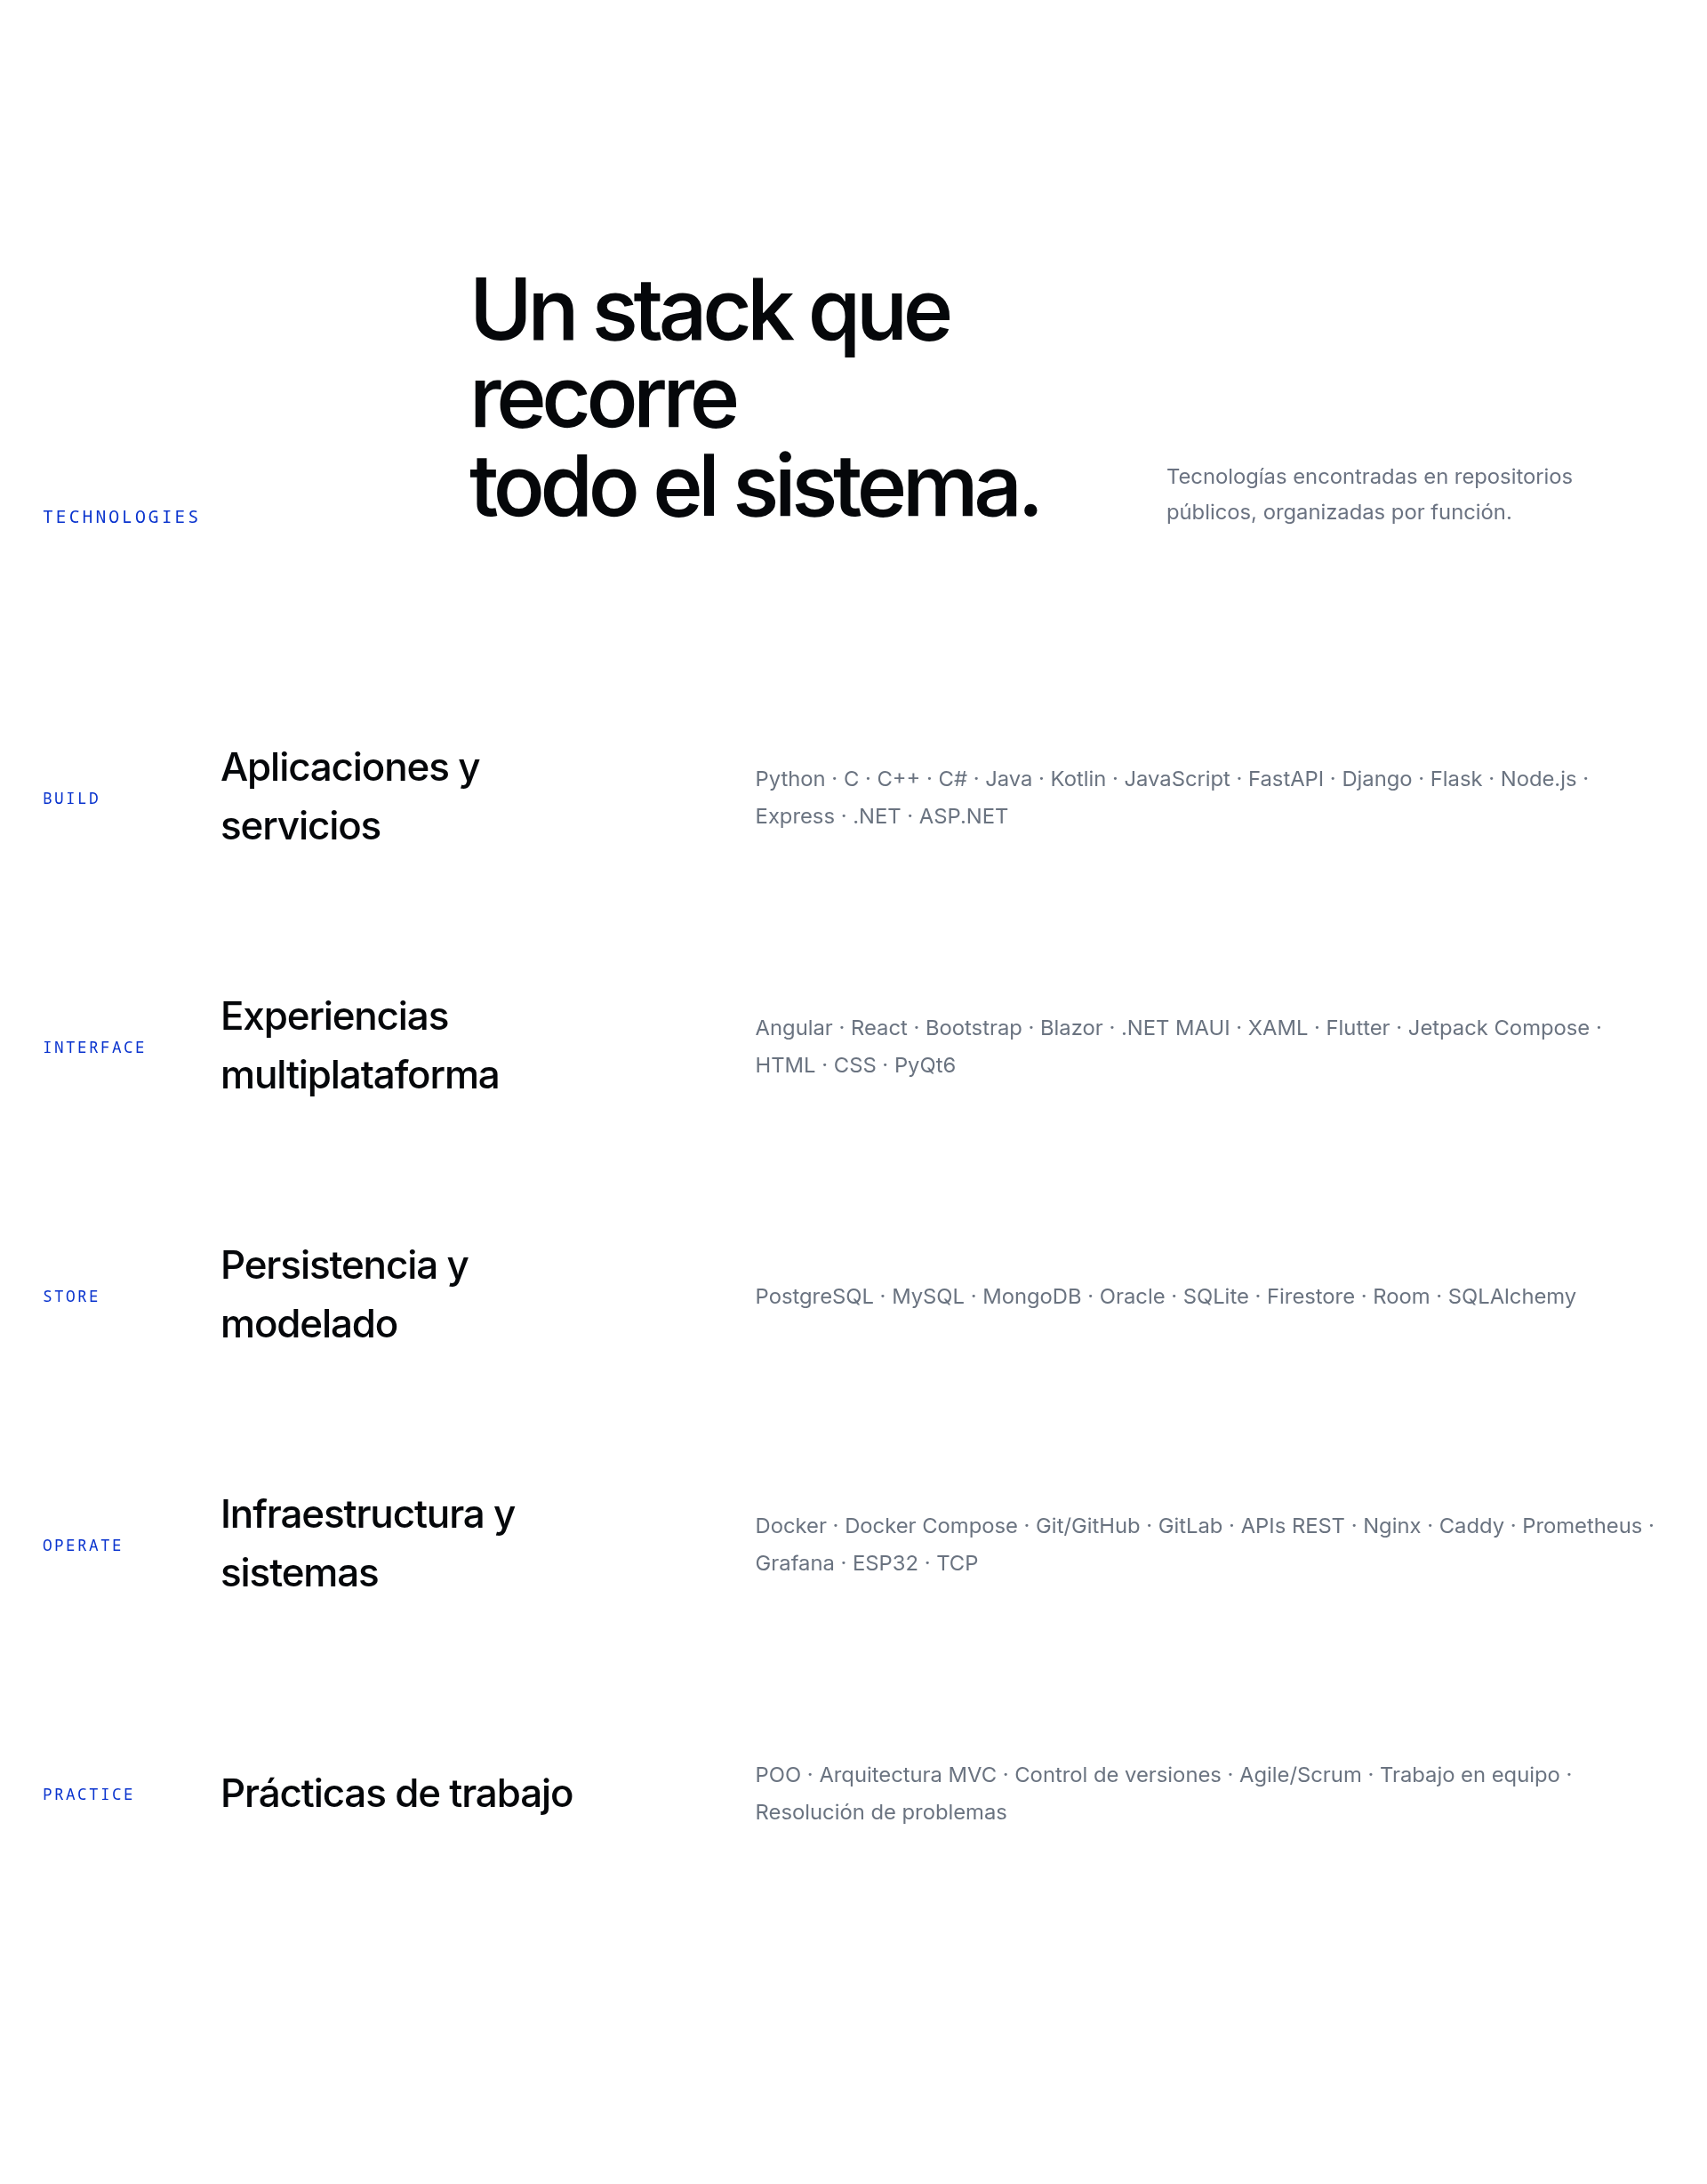 Un stack que
recorre
todo el sistema.
TECHNOLOGIES
Tecnologías encontradas en repositorios
públicos, organizadas por función.
BUILD
Aplicaciones y
servicios
Python · C · C++ · C# · Java · Kotlin · JavaScript · FastAPI · Django · Flask · Node.js ·
Express · .NET · ASP.NET
INTERFACE
Experiencias
multiplataforma
Angular · React · Bootstrap · Blazor · .NET MAUI · XAML · Flutter · Jetpack Compose ·
HTML · CSS · PyQt6
STORE
Persistencia y
modelado
PostgreSQL · MySQL · MongoDB · Oracle · SQLite · Firestore · Room · SQLAlchemy
OPERATE
Infraestructura y
sistemas
Docker · Docker Compose · Git/GitHub · GitLab · APIs REST · Nginx · Caddy · Prometheus ·
Grafana · ESP32 · TCP
PRACTICE
Prácticas de trabajo
POO · Arquitectura MVC · Control de versiones · Agile/Scrum · Trabajo en equipo ·
Resolución de problemas